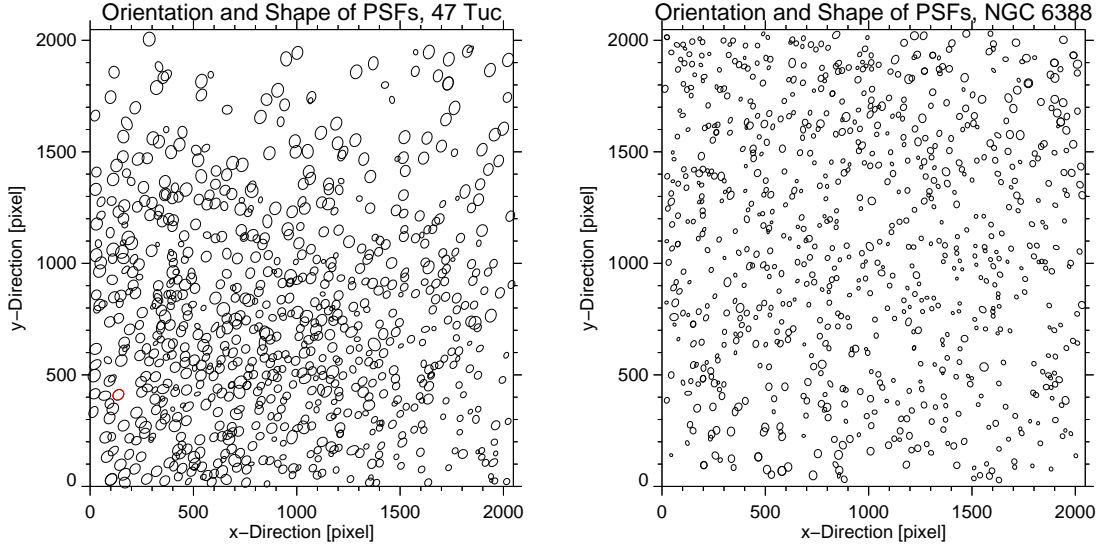 Orientation and Shape of PSFs, 47 Tuc
2000
1500
1000
500
0
y−Direction [pixel]
0 500 1000 1500 2000
x−Direction [pixel]
Orientation and Shape of PSFs, NGC 6388
2000
1500
1000
500
0
y−Direction [pixel]
0 500 1000 1500 2000
x−Direction [pixel]